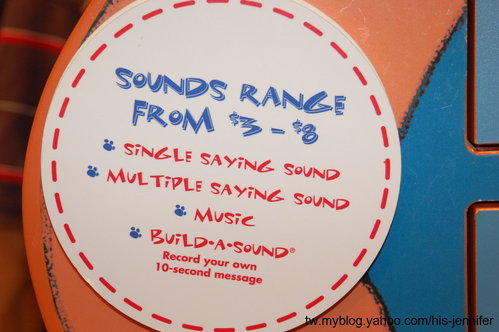 SOUNDS RANGE
FROM $3 - $8
SINGLE SAYING SOUND
MULTIPLE SAYING SOUND
MUSIC
BUILD-A-SOUND®
Record your own
10-second message
tw.myblog.yahoo.com/his-jennifer